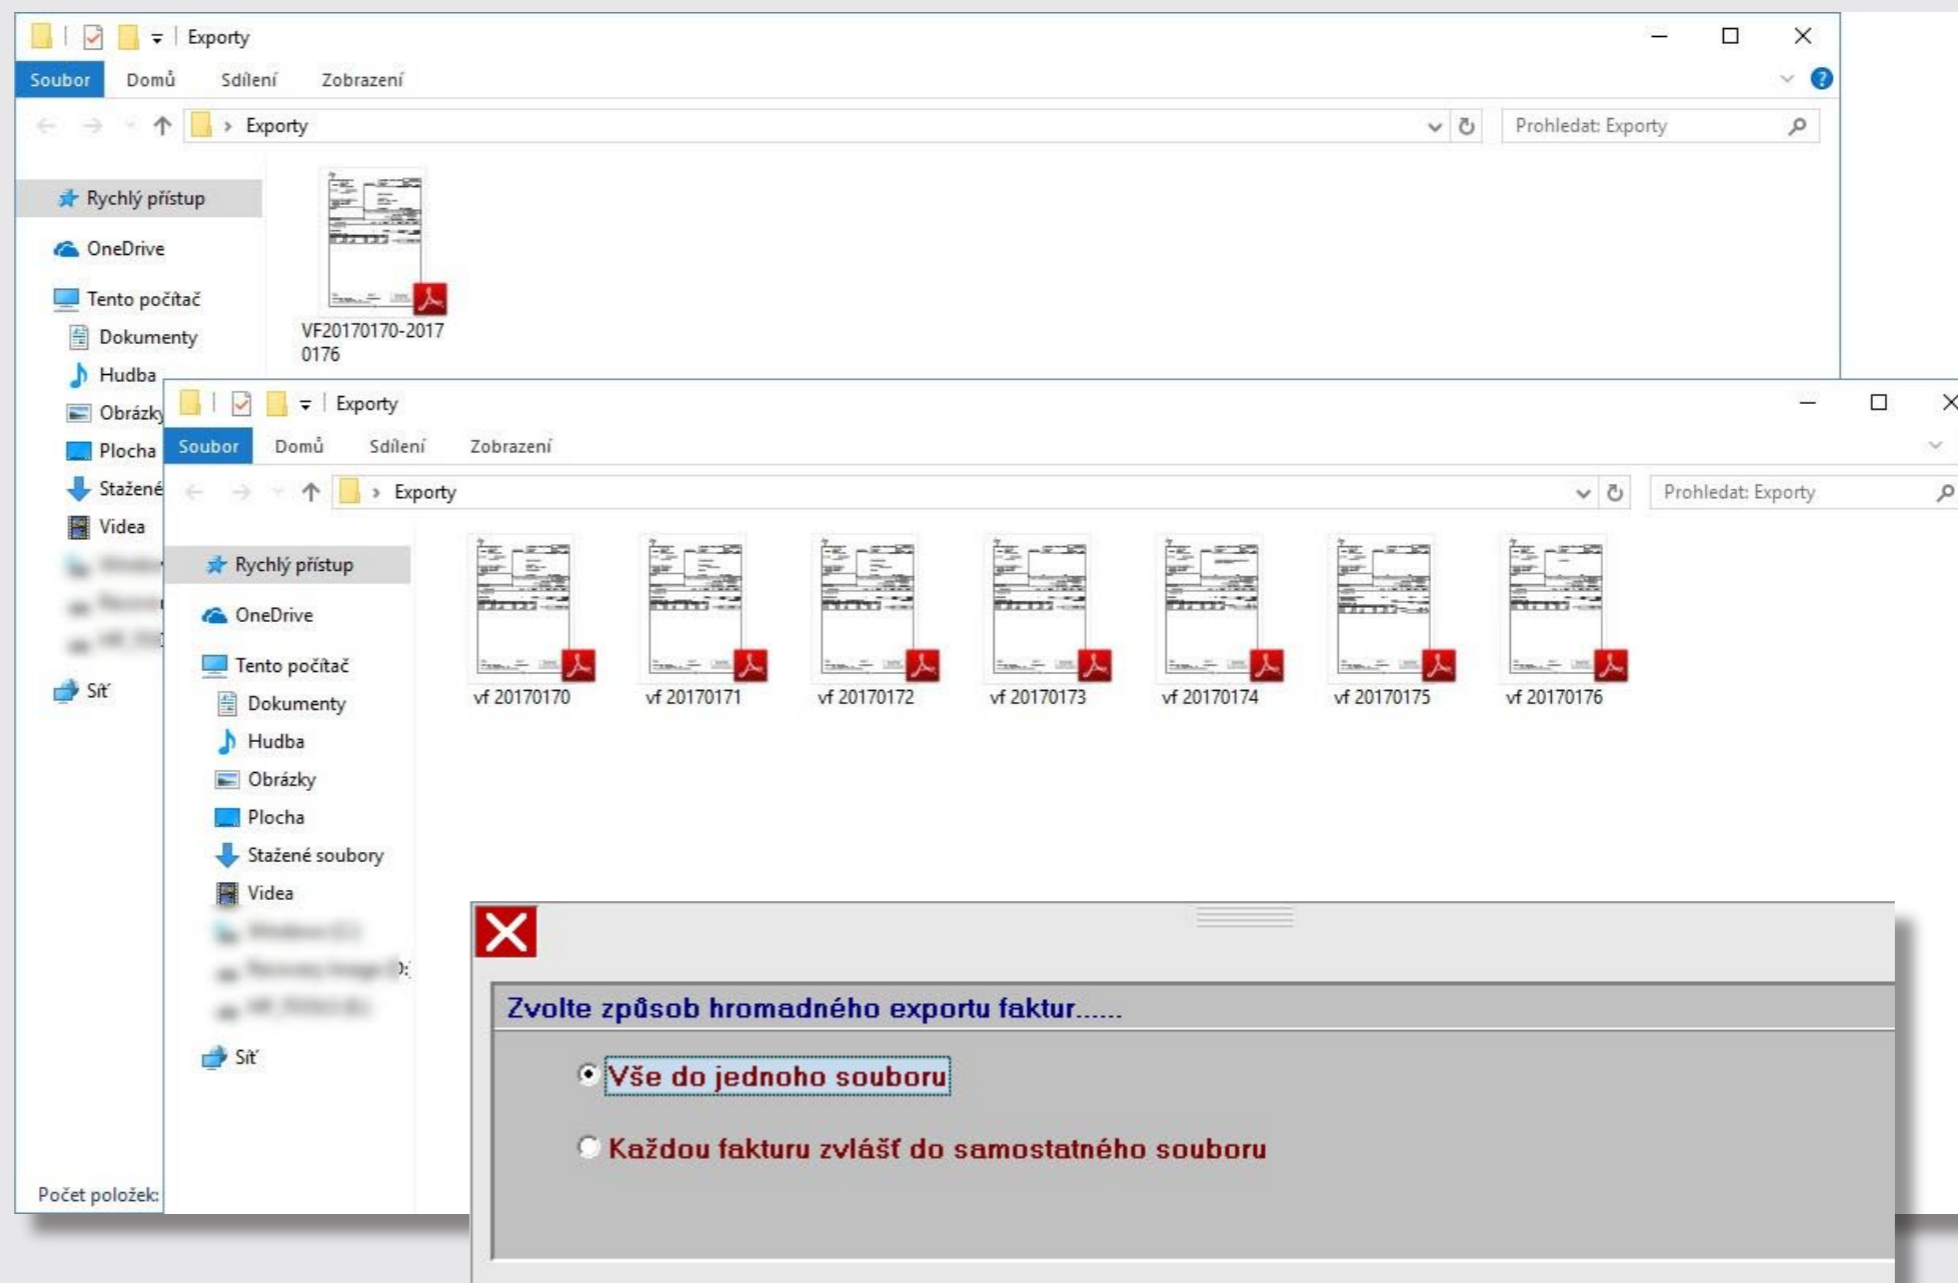 Exporty
Soubor Domů Sdílení Zobrazení
Exporty
Prohledat: Exporty
Rychlý přístup
OneDrive
Tento počítač
Dokumenty
Hudba
Obrázky
Plocha
Stažené
Videa
Síť
Počet položek:
VF20170170-2017
0176
Exporty
Soubor Domů Sdílení Zobrazení
Exporty
Prohledat: Exporty
Rychlý přístup
OneDrive
Tento počítač
Dokumenty
Hudba
Obrázky
Plocha
Stažené soubory
Videa
Síť
vf 20170170 vf 20170171 vf 20170172 vf 20170173 vf 20170174 vf 20170175 vf 20170176
Zvolte způsob hromadného exportu faktur......
Vše do jednoho souboru
Každou fakturu zvlášť do samostatného souboru